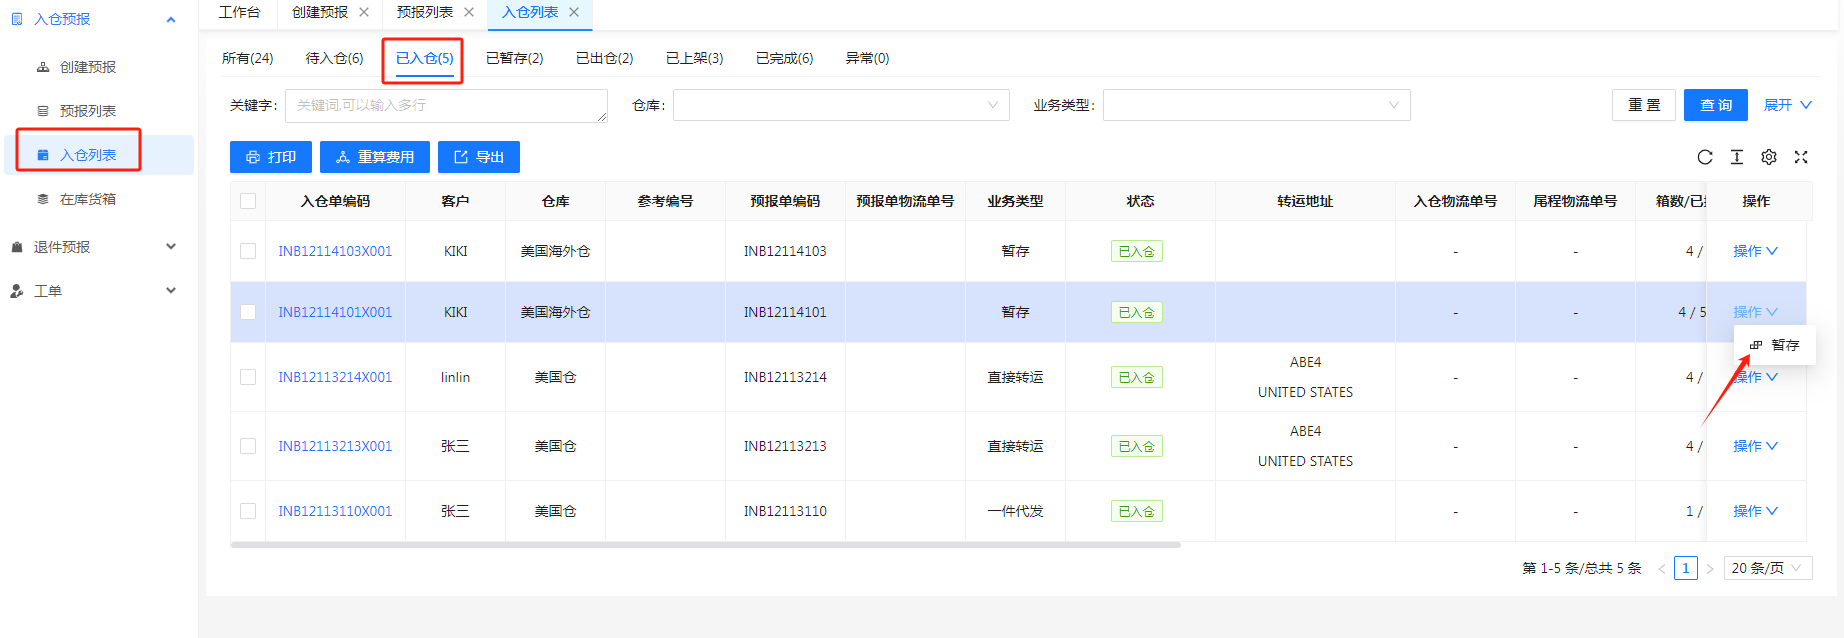 入仓预报
创建预报
预报列表
入仓列表
在库货箱
退件预报
工单
工作台 创建预报 预报列表 入仓列表
所有(24) 待入仓(6) 已入仓(5) 已暂存(2) 已出仓(2) 已上架(3) 已完成(6) 异常(0)
关键字: 关键词,可以输入多行 仓库: 业务类型: 重 置 查 询 展开
打印 重算费用 导出
入仓单编码 客户 仓库 参考编号 预报单编码 预报单物流单号 业务类型 状态 转运地址 入仓物流单号 尾程物流单号 箱数/已 操作
INB12114103X001 KIKI 美国海外仓 INB12114103 暂存 已入仓 - - 4 / 操作
INB12114101X001 KIKI 美国海外仓 INB12114101 暂存 已入仓 - - 4 / 5 操作
暂存
INB12113214X001 linlin 美国仓 INB12113214 直接转运 已入仓 ABE4 UNITED STATES - - 4 / 操作
INB12113213X001 张三 美国仓 INB12113213 直接转运 已入仓 ABE4 UNITED STATES - - 4 / 操作
INB12113110X001 张三 美国仓 INB12113110 一件代发 已入仓 - - 1 / 操作
第 1-5 条/总共 5 条 < 1 > 20 条/页